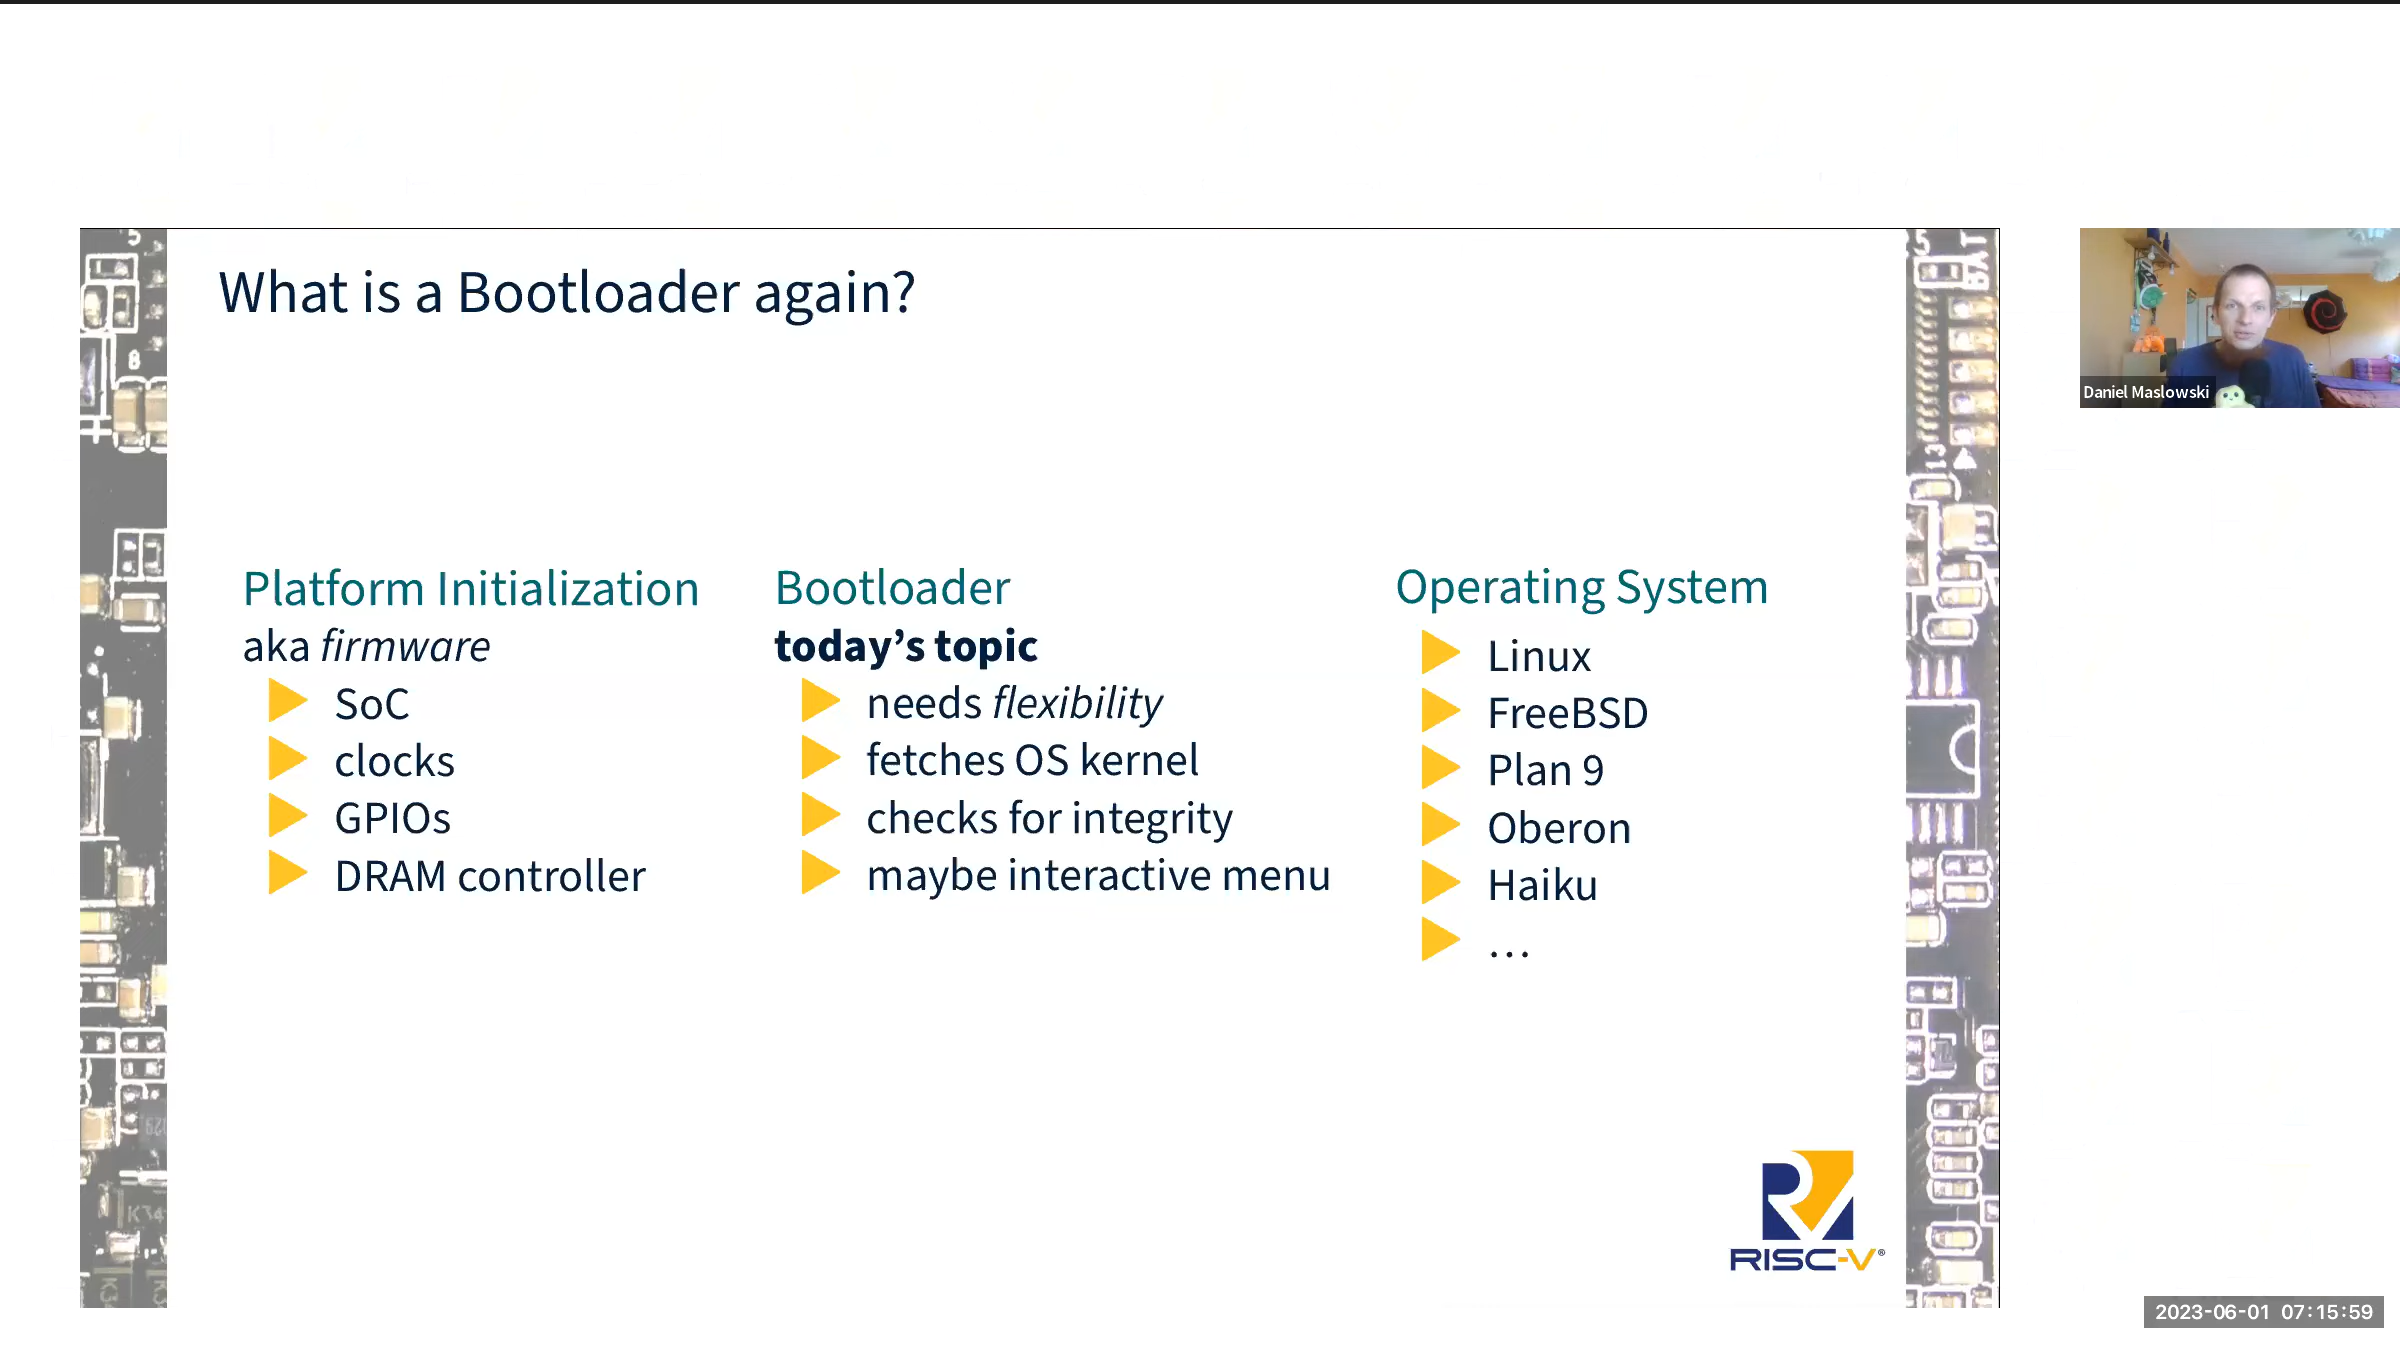 What is a Bootloader again?
Platform Initialization
aka firmware
SoC
clocks
GPIOs
DRAM controller
Bootloader
today’s topic
needs flexibility
fetches OS kernel
checks for integrity
maybe interactive menu
Operating System
Linux
FreeBSD
Plan 9
Oberon
Haiku
…
RISC-V®
Daniel Maslowski
2023-06-01 07:15:59